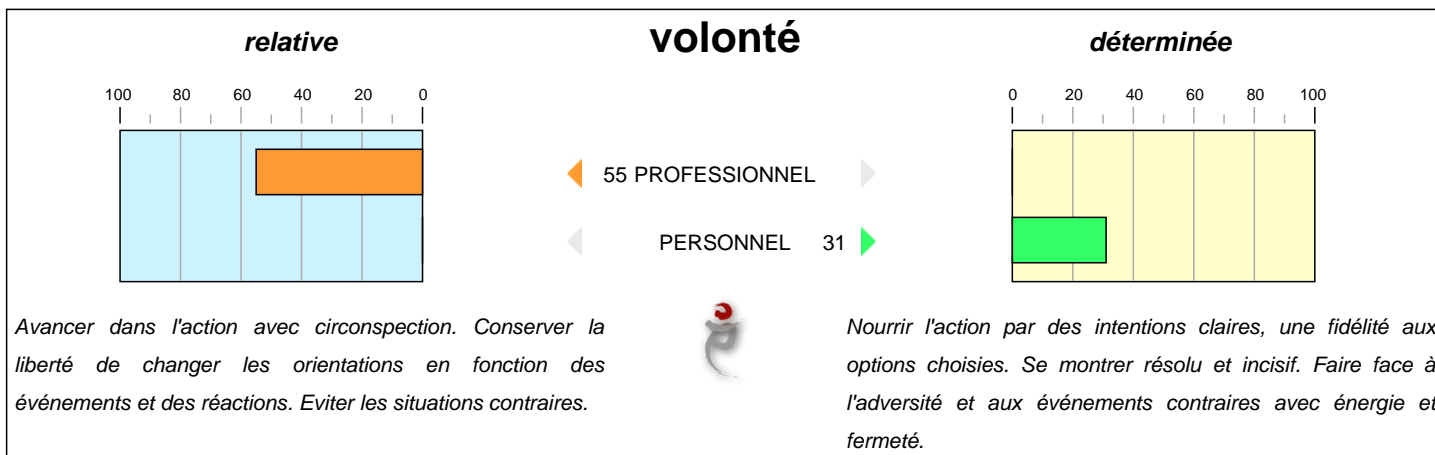 relative
volonté
déterminée
100 80 60 40 20 0
0 20 40 60 80 100
55 PROFESSIONNEL
PERSONNEL 31
Avancer dans l'action avec circonspection. Conserver la
liberté de changer les orientations en fonction des
événements et des réactions. Eviter les situations contraires.
Nourrir l'action par des intentions claires, une fidélité aux
options choisies. Se montrer résolu et incisif. Faire face à
l'adversité et aux événements contraires avec énergie et
fermeté.